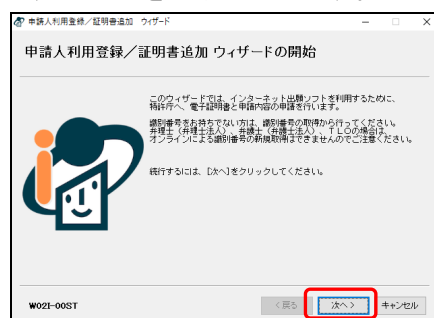 申請人利用登録／証明書追加 ウィザード
申請人利用登録／証明書追加 ウィザードの開始
このウィザードでは、インターネット出願ソフトを利用するために、
特許庁へ、電子証明書と申請内容の申請を行います。
識別番号をお持ちでない方は、識別番号の取得から行ってください。
弁理士（弁理士法人）、弁護士（弁護士法人）、ＴＬＯの場合は、
オンラインによる識別番号の新規取得はできませんのでご注意ください。
続行するには、[次へ]をクリックしてください。
W02I-00ST
＜戻る
次へ＞
キャンセル